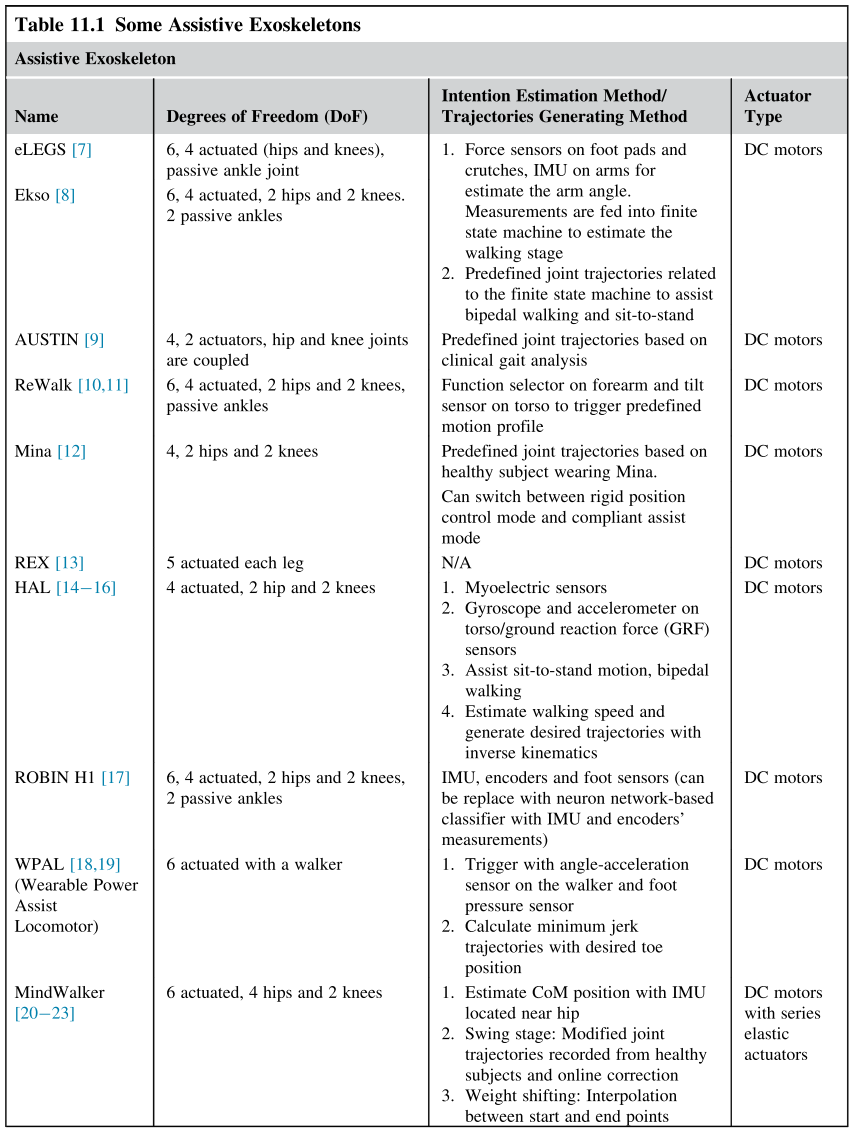 Table 11.1 Some Assistive Exoskeletons
Assistive Exoskeleton
Name
Degrees of Freedom (DoF)
Intention Estimation Method/
Trajectories Generating Method
Actuator
Type
eLEGS [7]
6, 4 actuated (hips and knees),
passive ankle joint
Ekso [8]
6, 4 actuated, 2 hips and 2 knees.
2 passive ankles
1. Force sensors on foot pads and
crutches, IMU on arms for
estimate the arm angle.
Measurements are fed into finite
state machine to estimate the
walking stage
2. Predefined joint trajectories related
to the finite state machine to assist
bipedal walking and sit-to-stand
DC motors
AUSTIN [9]
4, 2 actuators, hip and knee joints
are coupled
Predefined joint trajectories based on
clinical gait analysis
DC motors
ReWalk [10,11]
6, 4 actuated, 2 hips and 2 knees,
passive ankles
Function selector on forearm and tilt
sensor on torso to trigger predefined
motion profile
DC motors
Mina [12]
4, 2 hips and 2 knees
Predefined joint trajectories based on
healthy subject wearing Mina.
Can switch between rigid position
control mode and compliant assist
mode
DC motors
REX [13]
5 actuated each leg
N/A
DC motors
HAL [14−16]
4 actuated, 2 hip and 2 knees
1. Myoelectric sensors
2. Gyroscope and accelerometer on
torso/ground reaction force (GRF)
sensors
3. Assist sit-to-stand motion, bipedal
walking
4. Estimate walking speed and
generate desired trajectories with
inverse kinematics
DC motors
ROBIN H1 [17]
6, 4 actuated, 2 hips and 2 knees,
2 passive ankles
IMU, encoders and foot sensors (can
be replace with neuron network-based
classifier with IMU and encoders’
measurements)
DC motors
WPAL [18,19]
(Wearable Power
Assist
Locomotor)
6 actuated with a walker
1. Trigger with angle-acceleration
sensor on the walker and foot
pressure sensor
2. Calculate minimum jerk
trajectories with desired toe
position
DC motors
MindWalker
[20−23]
6 actuated, 4 hips and 2 knees
1. Estimate CoM position with IMU
located near hip
2. Swing stage: Modified joint
trajectories recorded from healthy
subjects and online correction
3. Weight shifting: Interpolation
between start and end points
DC motors
with series
elastic
actuators